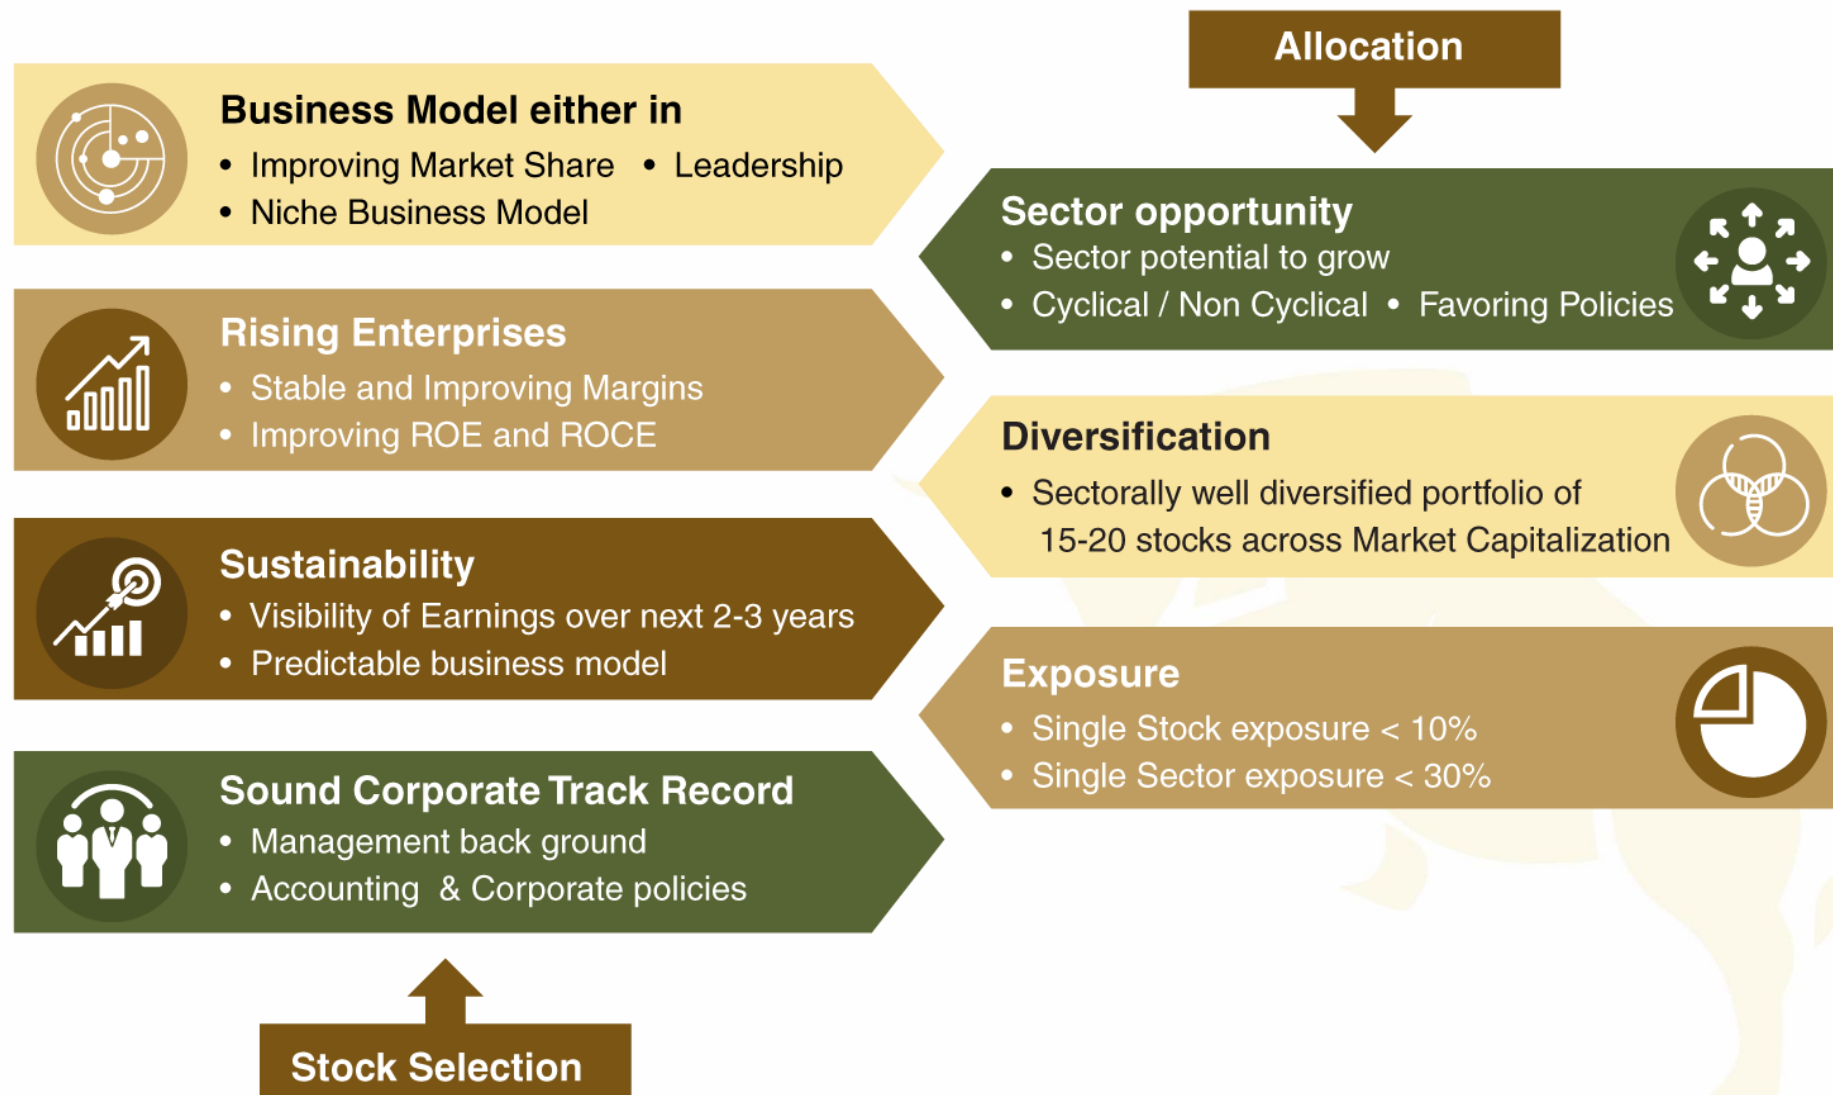 Business Model either in
• Improving Market Share • Leadership
• Niche Business Model
Rising Enterprises
• Stable and Improving Margins
• Improving ROE and ROCE
Sustainability
• Visibility of Earnings over next 2-3 years
• Predictable business model
Sound Corporate Track Record
• Management back ground
• Accounting & Corporate policies
Stock Selection
Allocation
Sector opportunity
• Sector potential to grow
• Cyclical / Non Cyclical • Favoring Policies
Diversification
• Sectorally well diversified portfolio of
15-20 stocks across Market Capitalization
Exposure
• Single Stock exposure < 10%
• Single Sector exposure < 30%